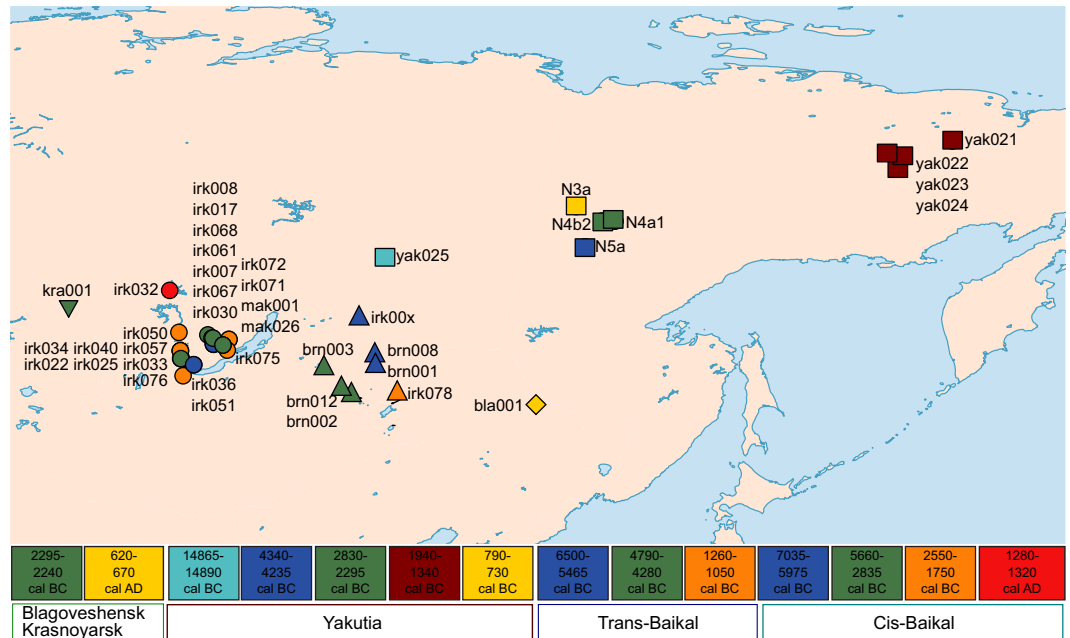 yak021
yak022
yak023
yak024
N3a
N4b2
N4a1
N5a
yak025
irk008
irk017
irk068
irk061
irk007 irk072
irk067 irk071
irk030 mak001
mak026
irk075
kra001
irk032
irk050
irk034 irk040 irk057
irk022 irk025 irk033
irk076
irk036
irk051
irk00x
brn003
brn008
brn001
irk078
brn012
brn002
bla001
2295-
2240
cal BC
620-
670
cal AD
14865-
14890
cal BC
4340-
4235
cal BC
2830-
2295
cal BC
1940-
1340
cal BC
790-
730
cal BC
6500-
5465
cal BC
4790-
4280
cal BC
1260-
1050
cal BC
7035-
5975
cal BC
5660-
2835
cal BC
2550-
1750
cal BC
1280-
1320
cal AD
Blagoveshensk
Krasnoyarsk
Yakutia
Trans-Baikal
Cis-Baikal